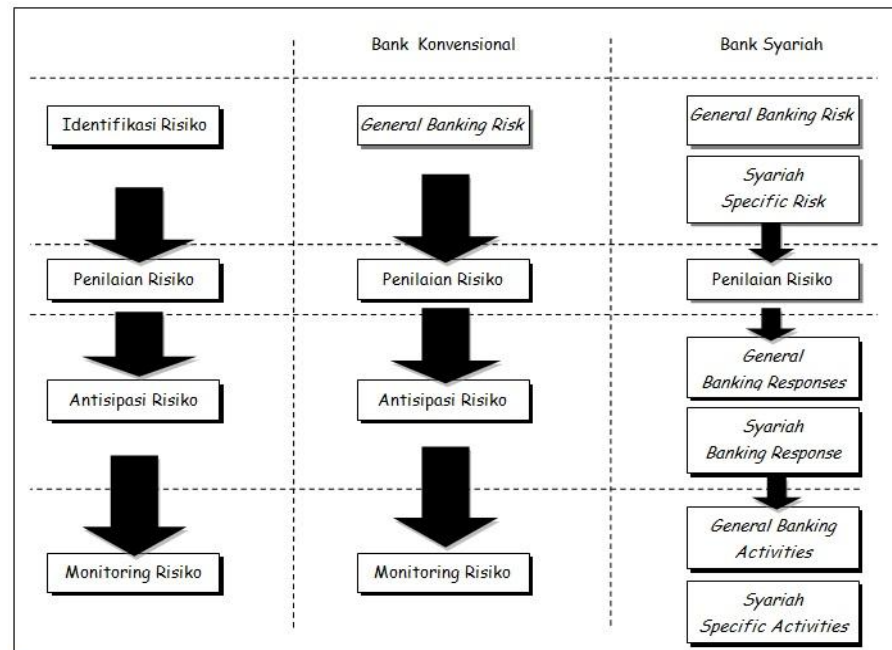 Bank Konvensional
Bank Syariah
Identifikasi Risiko
General Banking Risk
General Banking Risk
Syariah
Specific Risk
Penilaian Risiko
Penilaian Risiko
Penilaian Risiko
Antisipasi Risiko
Antisipasi Risiko
General
Banking Responses
Syariah
Banking Response
Monitoring Risiko
Monitoring Risiko
General Banking
Activities
Syariah
Specific Activities